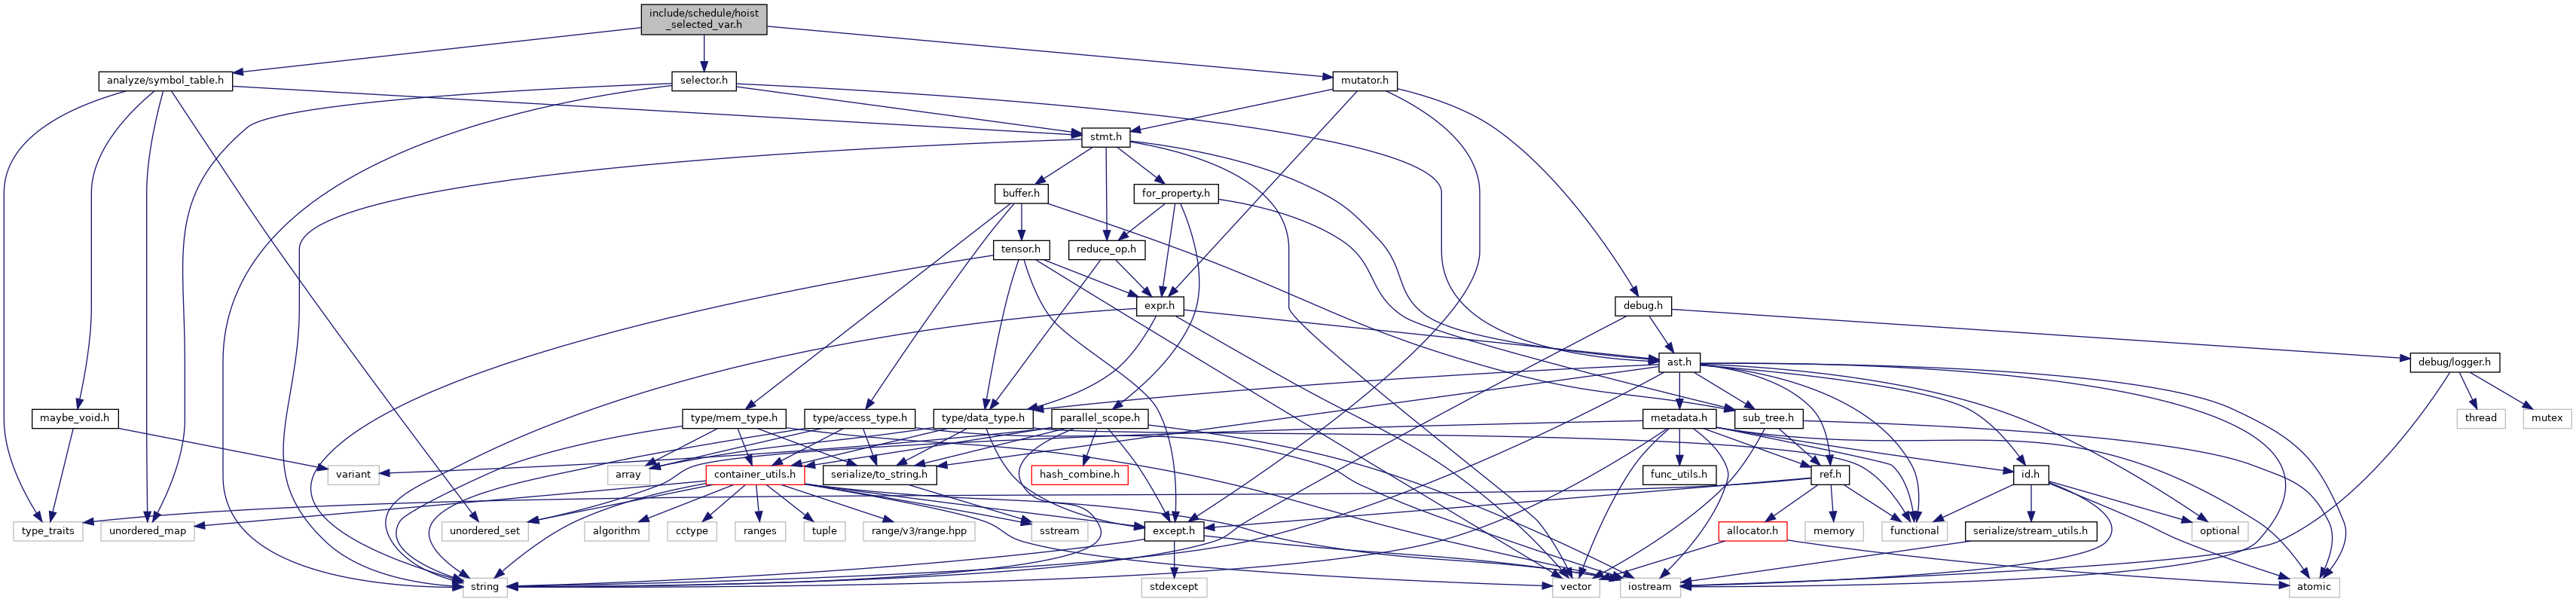 include/schedule/hoist
_selected_var.h
analyze/symbol_table.h
selector.h
mutator.h
stmt.h
buffer.h
for_property.h
tensor.h
reduce_op.h
expr.h
debug.h
ast.h
debug/logger.h
maybe_void.h
type/mem_type.h
type/access_type.h
type/data_type.h
parallel_scope.h
metadata.h
sub_tree.h
thread
mutex
variant
array
container_utils.h
serialize/to_string.h
hash_combine.h
func_utils.h
ref.h
id.h
type_traits
unordered_map
unordered_set
algorithm
cctype
ranges
tuple
range/v3/range.hpp
sstream
except.h
allocator.h
memory
functional
serialize/stream_utils.h
optional
string
stdexcept
vector
iostream
atomic